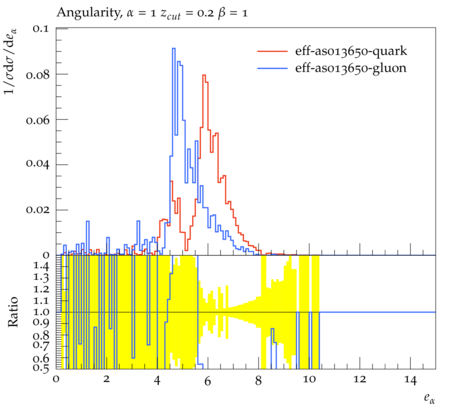 Angularity, α = 1 z_cut = 0.2 β = 1
1/σdσ/de_α
0.1
0.08
0.06
0.04
0.02
0
eff-as013650-quark
eff-as013650-gluon
Ratio
1.4
1.3
1.2
1.1
1.0
0.9
0.8
0.7
0.6
0.5
0 2 4 6 8 10 12 14
e_α